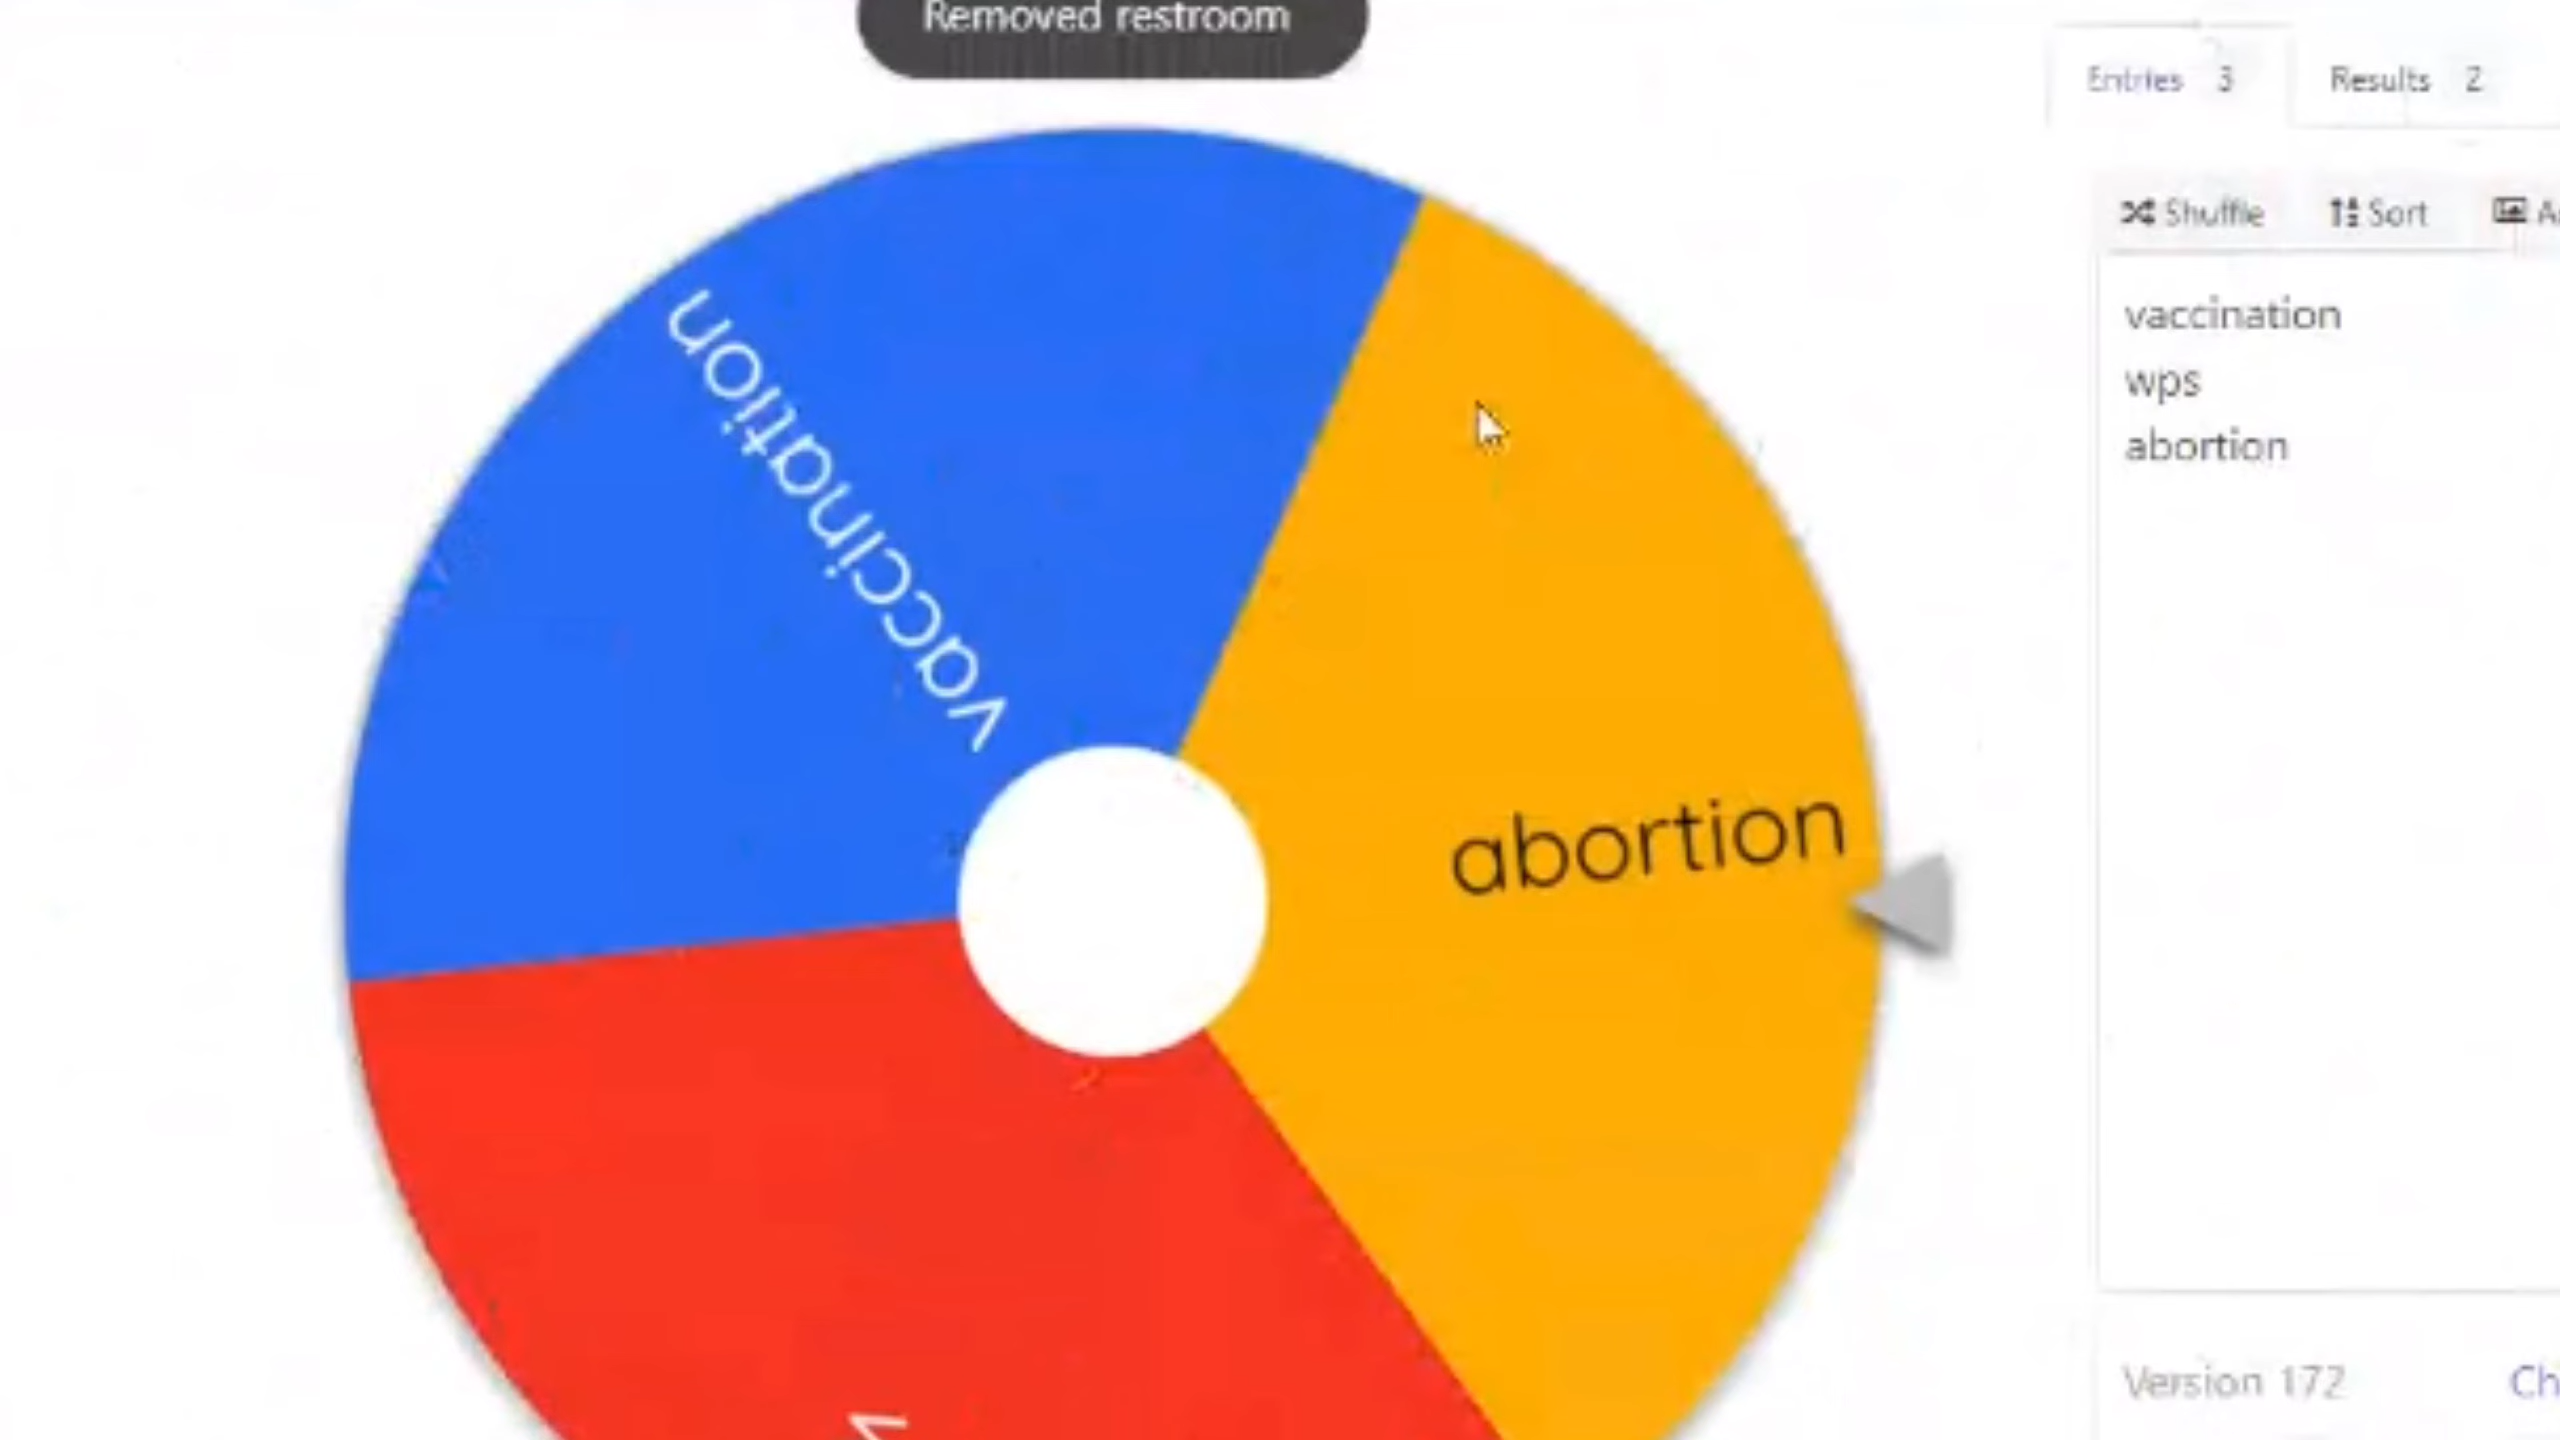 Removed restroom
Entries 3
Results 2
Shuffle
Sort
vaccination
wps
abortion
vaccination
abortion
Version 172